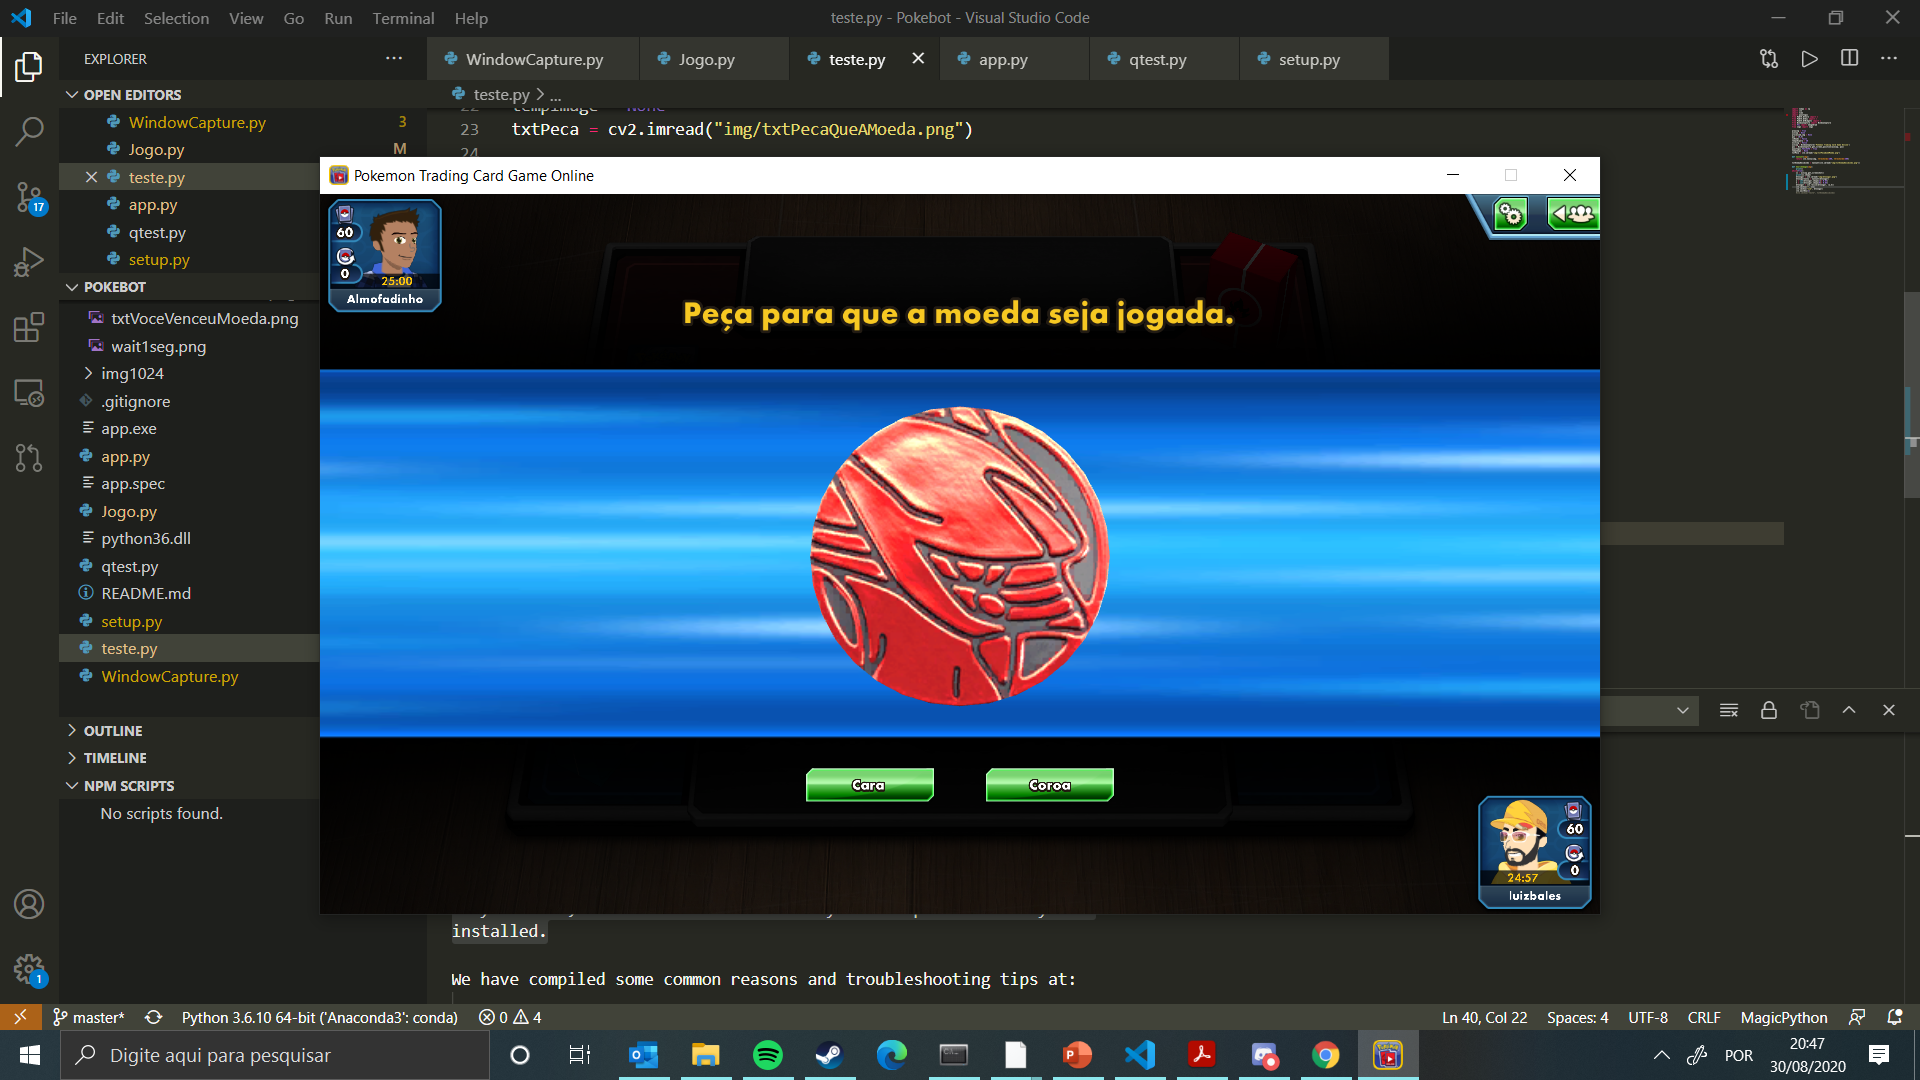 File Edit Selection View Go Run Terminal Help
teste.py - Pokebot - Visual Studio Code
EXPLORER
WindowCapture.py
Jogo.py
teste.py
app.py
qtest.py
setup.py
OPEN EDITORS
WindowCapture.py 3
Jogo.py M
teste.py
app.py
qtest.py
setup.py
teste.py > ...
23 txtPeca = cv2.imread("img/txtPecaQueAMoeda.png")
24
POKEBOT
txtVoceVenceuMoeda.png
wait1seg.png
img1024
.gitignore
app.exe
app.py
app.spec
Jogo.py
python36.dll
qtest.py
README.md
setup.py
teste.py
WindowCapture.py
OUTLINE
TIMELINE
NPM SCRIPTS
No scripts found.
17
1
Pokemon Trading Card Game Online
60
0
25:00
Almofadinho
Peça para que a moeda seja jogada.
Cara
Coroa
60
0
24:57
luizbales
installed.
We have compiled some common reasons and troubleshooting tips at:
master* Python 3.6.10 64-bit ('Anaconda3': conda) 0 4
Ln 40, Col 22 Spaces: 4 UTF-8 CRLF MagicPython
Digite aqui para pesquisar
POR
20:47
30/08/2020